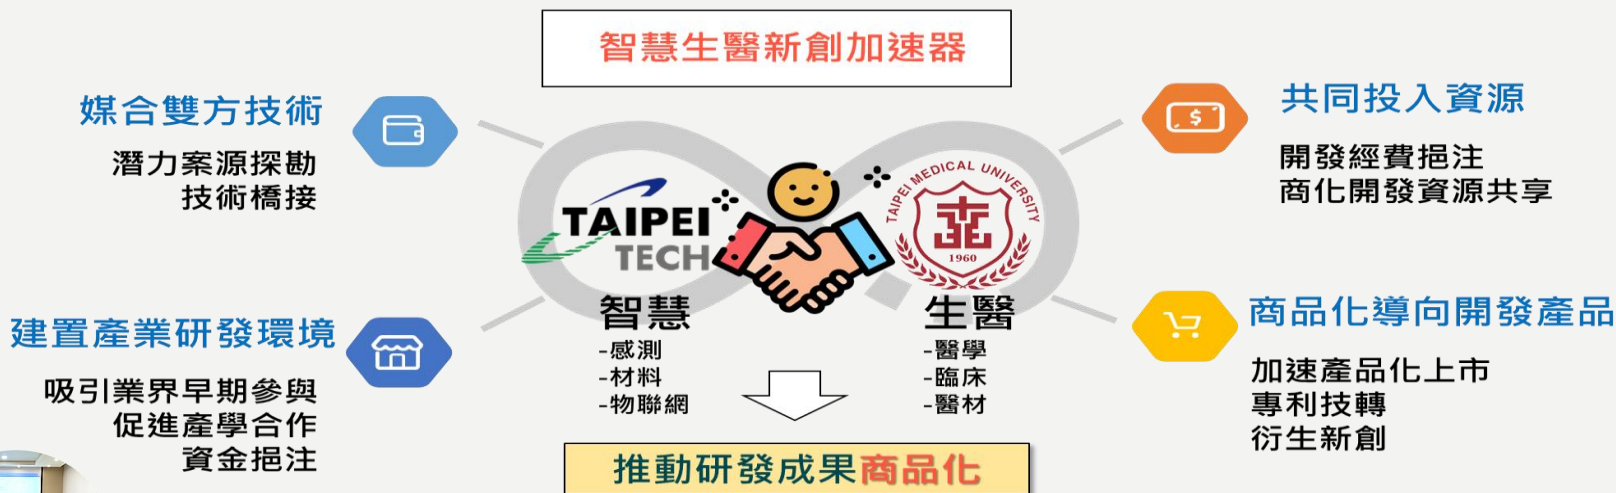 智慧生醫新創加速器
媒合雙方技術
潛力案源探勘
技術橋接
建置產業研發環境
吸引業界早期參與
促進產學合作
資金挹注
TAIPEI
TECH
智慧
-感測
-材料
-物聯網
TAIPEI MEDICAL UNIVERSITY
1960
生醫
-醫學
-臨床
-醫材
共同投入資源
$
開發經費挹注
商化開發資源共享
商品化導向開發產品
加速產品化上市
專利技轉
衍生新創
推動研發成果商品化